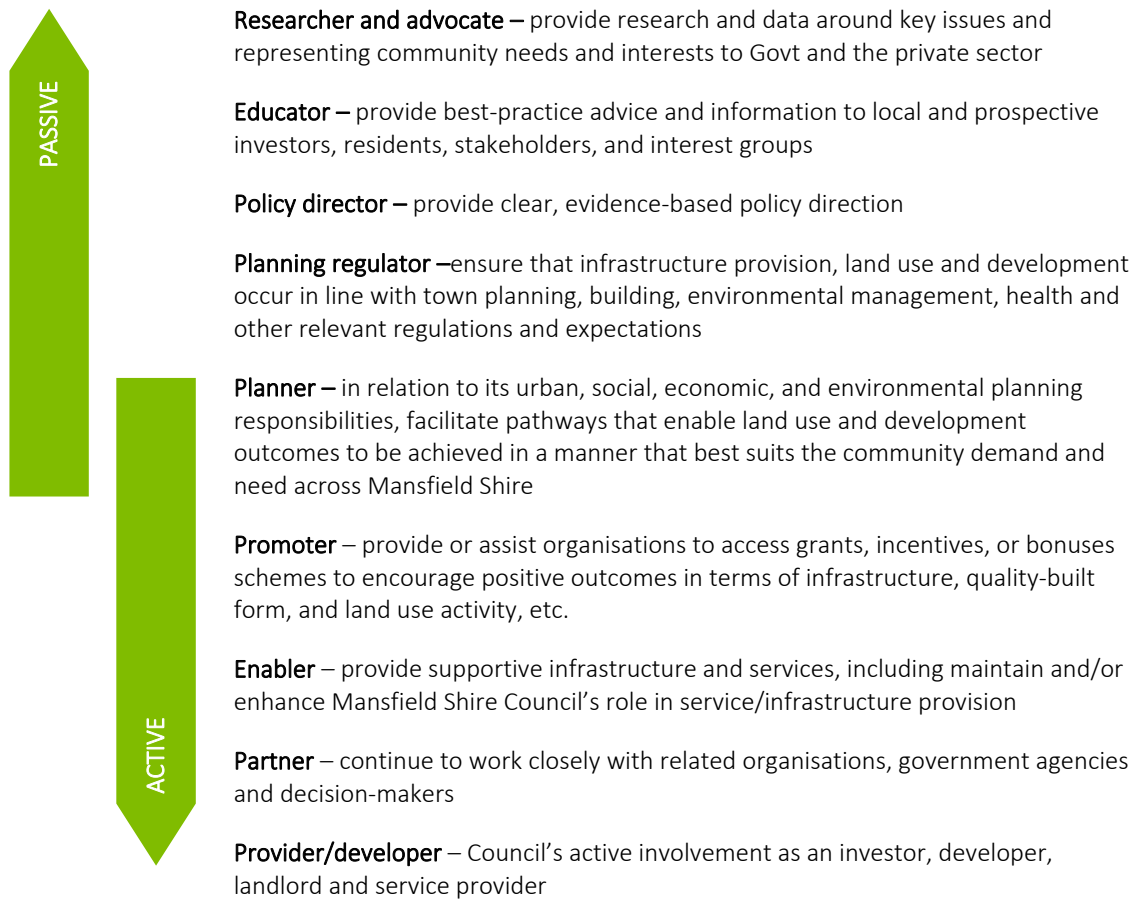 PASSIVE
Researcher and advocate – provide research and data around key issues and
representing community needs and interests to Govt and the private sector
Educator – provide best-practice advice and information to local and prospective
investors, residents, stakeholders, and interest groups
Policy director – provide clear, evidence-based policy direction
Planning regulator –ensure that infrastructure provision, land use and development
occur in line with town planning, building, environmental management, health and
other relevant regulations and expectations
Planner – in relation to its urban, social, economic, and environmental planning
responsibilities, facilitate pathways that enable land use and development
outcomes to be achieved in a manner that best suits the community demand and
need across Mansfield Shire
Promoter – provide or assist organisations to access grants, incentives, or bonuses
schemes to encourage positive outcomes in terms of infrastructure, quality-built
form, and land use activity, etc.
Enabler – provide supportive infrastructure and services, including maintain and/or
enhance Mansfield Shire Council’s role in service/infrastructure provision
ACTIVE
Partner – continue to work closely with related organisations, government agencies
and decision-makers
Provider/developer – Council’s active involvement as an investor, developer,
landlord and service provider